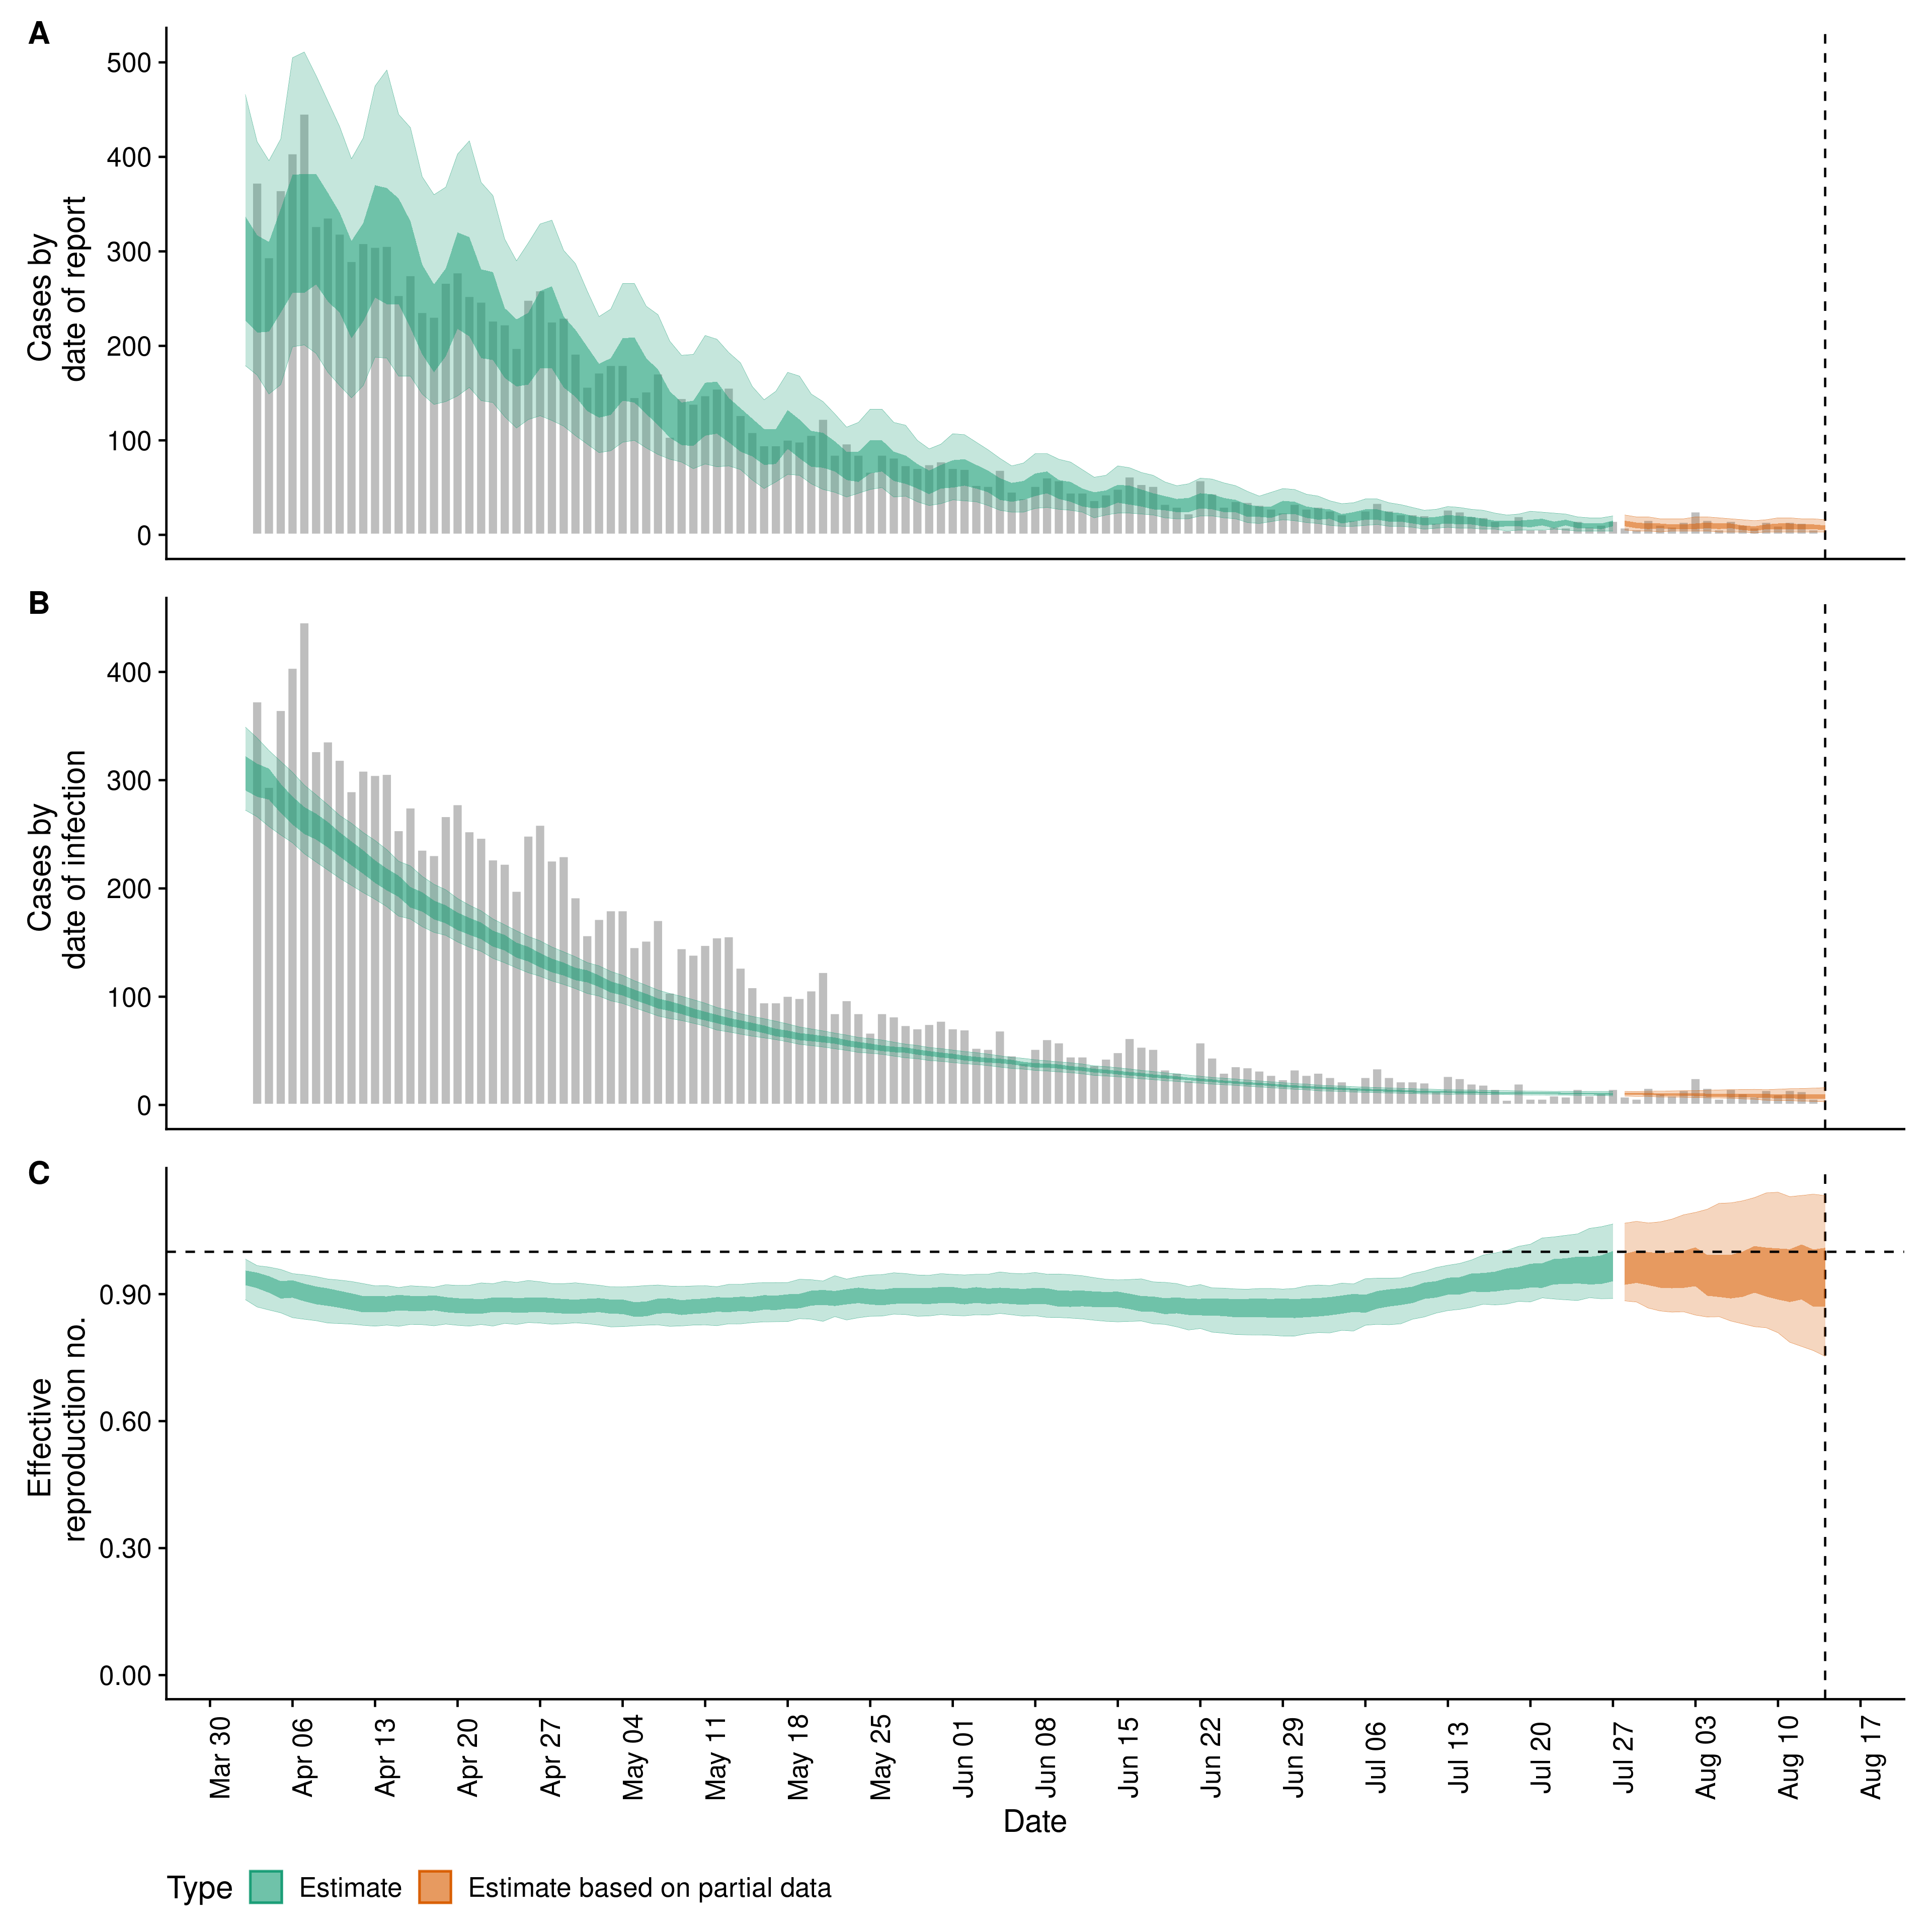 A
500
400
300
200
100
0
Cases by
date of report
B
400
300
200
100
0
Cases by
date of infection
C
0.90
0.60
0.30
0.00
Effective
reproduction no.
Mar 30
Apr 06
Apr 13
Apr 20
Apr 27
May 04
May 11
May 18
May 25
Jun 01
Jun 08
Jun 15
Jun 22
Jun 29
Jul 06
Jul 13
Jul 20
Jul 27
Aug 03
Aug 10
Aug 17
Date
Type Estimate Estimate based on partial data